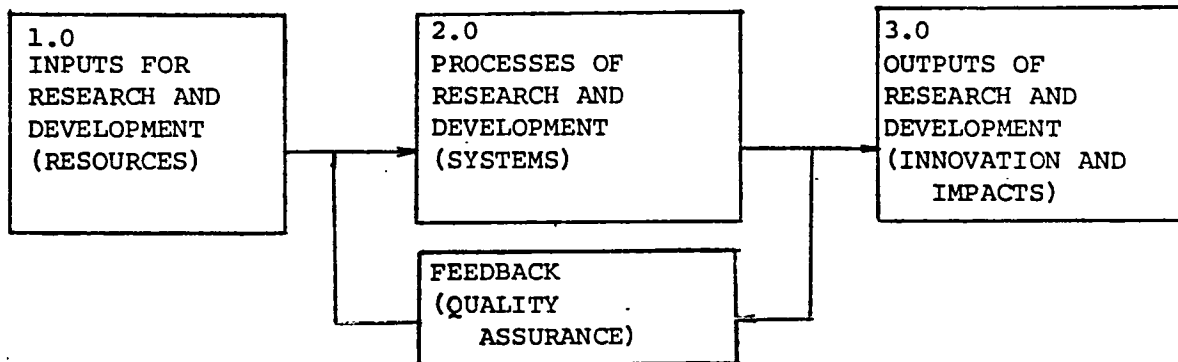 1.0
INPUTS FOR
RESEARCH AND
DEVELOPMENT
(RESOURCES)
2.0
PROCESSES OF
RESEARCH AND
DEVELOPMENT
(SYSTEMS)
3.0
OUTPUTS OF
RESEARCH AND
DEVELOPMENT
(INNOVATION AND
IMPACTS)
FEEDBACK
(QUALITY
ASSURANCE)